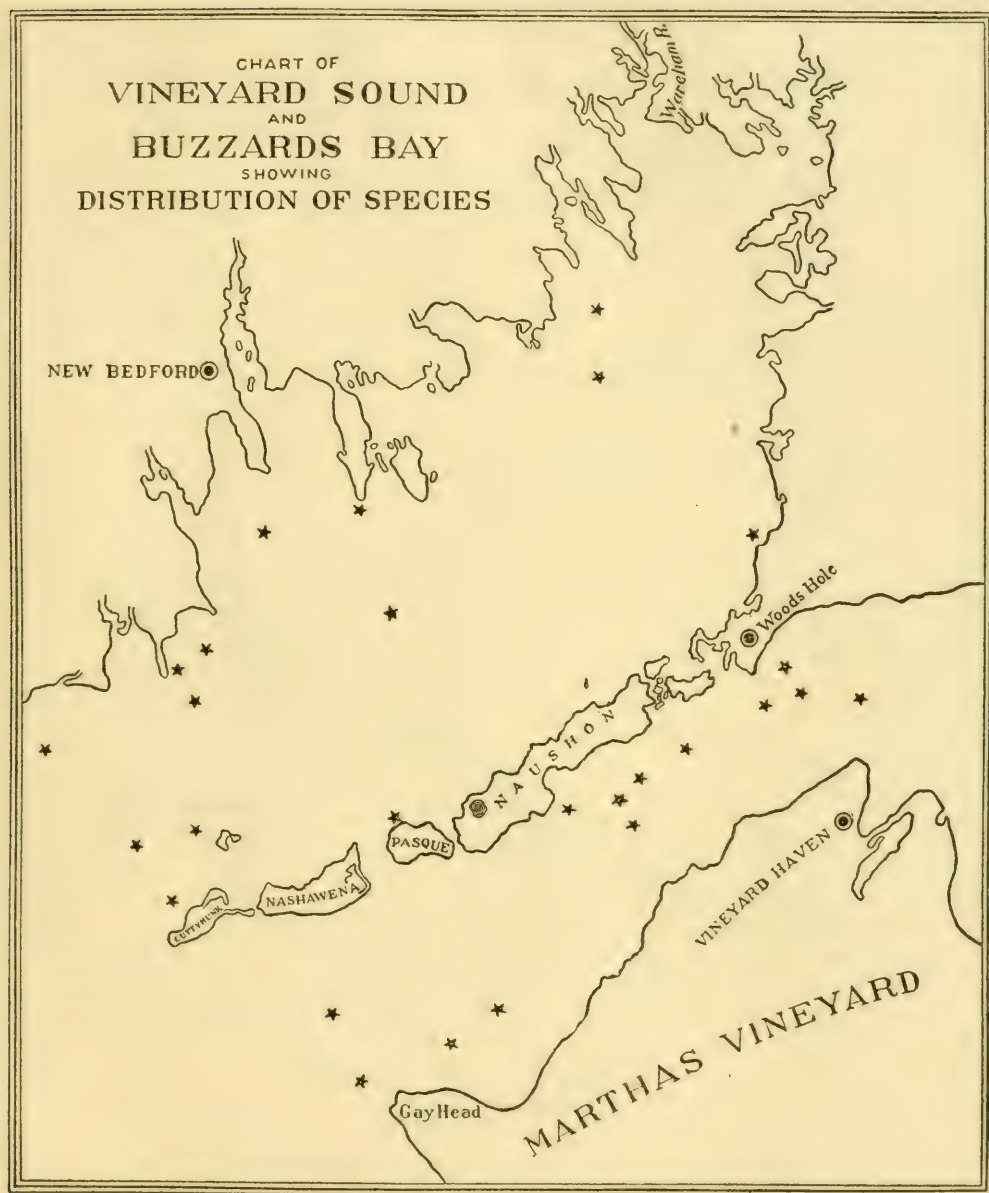 CHART OF
VINEYARD SOUND
AND
BUZZARDS BAY
SHOWING
DISTRIBUTION OF SPECIES
Wareham R.
NEW BEDFORD
Woods Hole
NAUSHON
PASQUE
NASHAWENA
CUTTYHUNK
VINEYARD HAVEN
MARTHAS VINEYARD
Gay Head